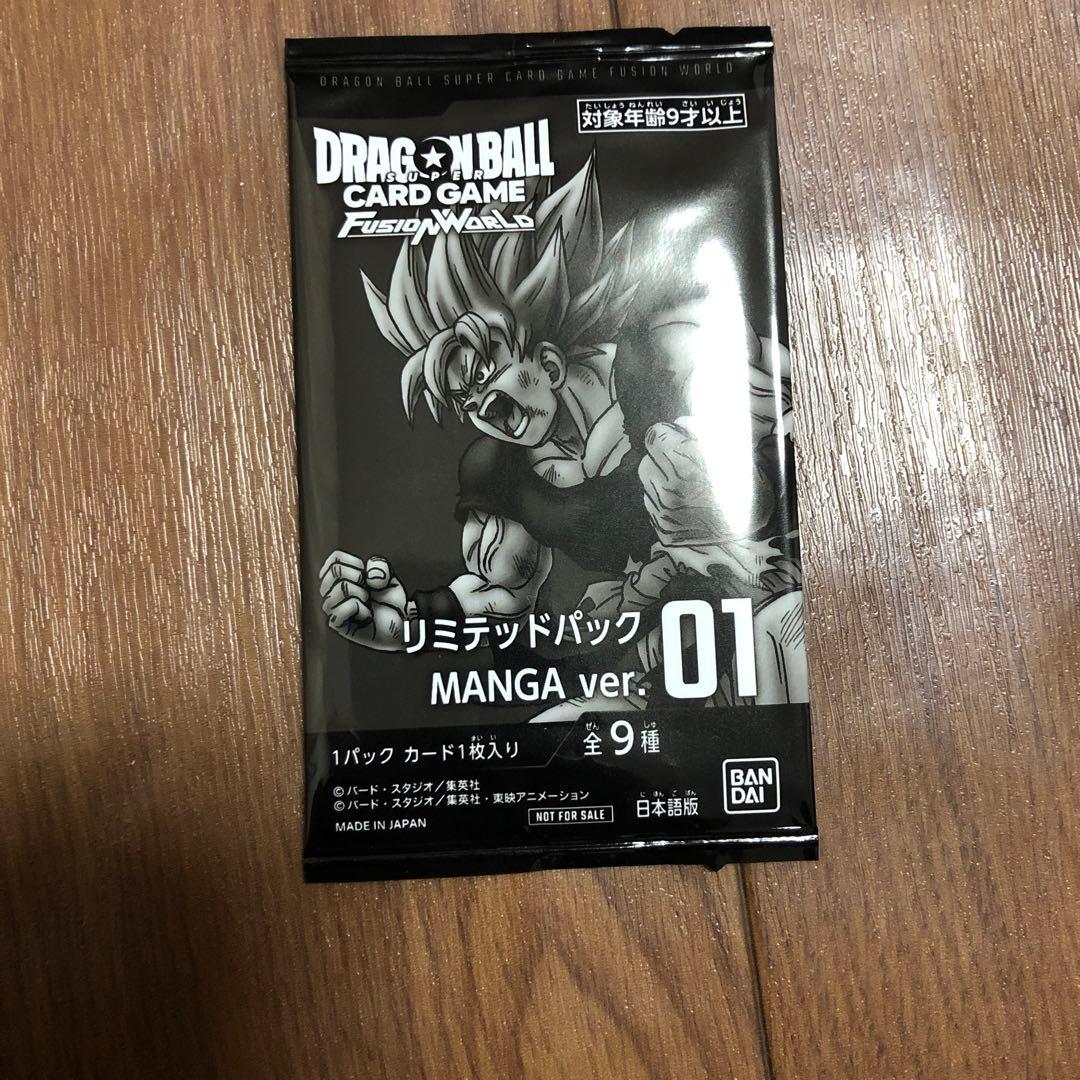 DRAGON BALL SUPER CARD GAME FUSION WORLD
たいしょうねんれい さいいじょう
対象年齢9才以上
DRAGON BALL
SUPER
CARD GAME
FUSION WORLD
リミテッドパック
MANGA ver. 01
まいい
1パック カード1枚入り
ぜん しゅ
全9種
©バード・スタジオ/集英社
©バード・スタジオ/集英社・東映アニメーション
MADE IN JAPAN
NOT FOR SALE
にほんごばん
日本語版
BAN
DAI